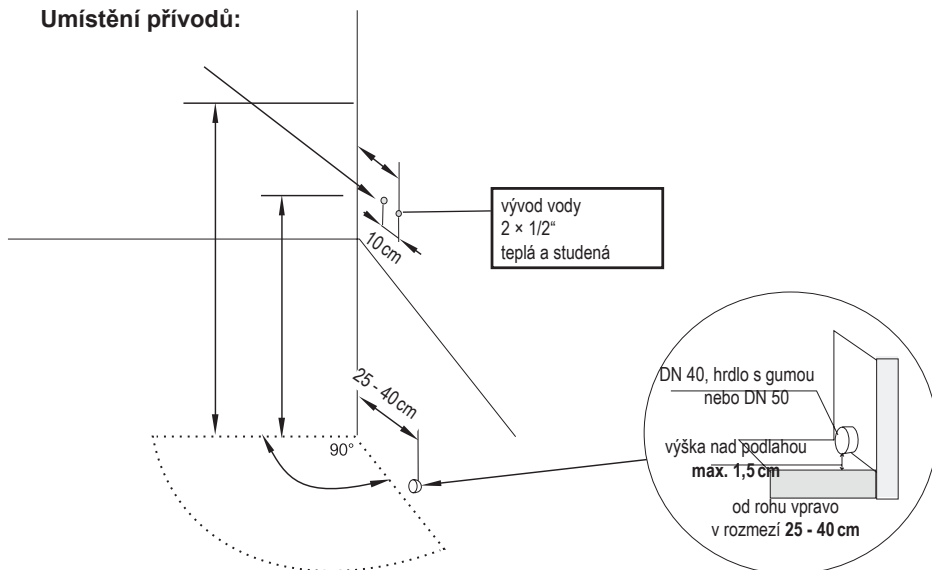 Umístění přívodů:
vývod vody
2 × 1/2“
teplá a studená
10 cm
25 - 40 cm
90°
DN 40, hrdlo s gumou
nebo DN 50
výška nad podlahou
max. 1,5 cm
od rohu vpravo
v rozmezí 25 - 40 cm